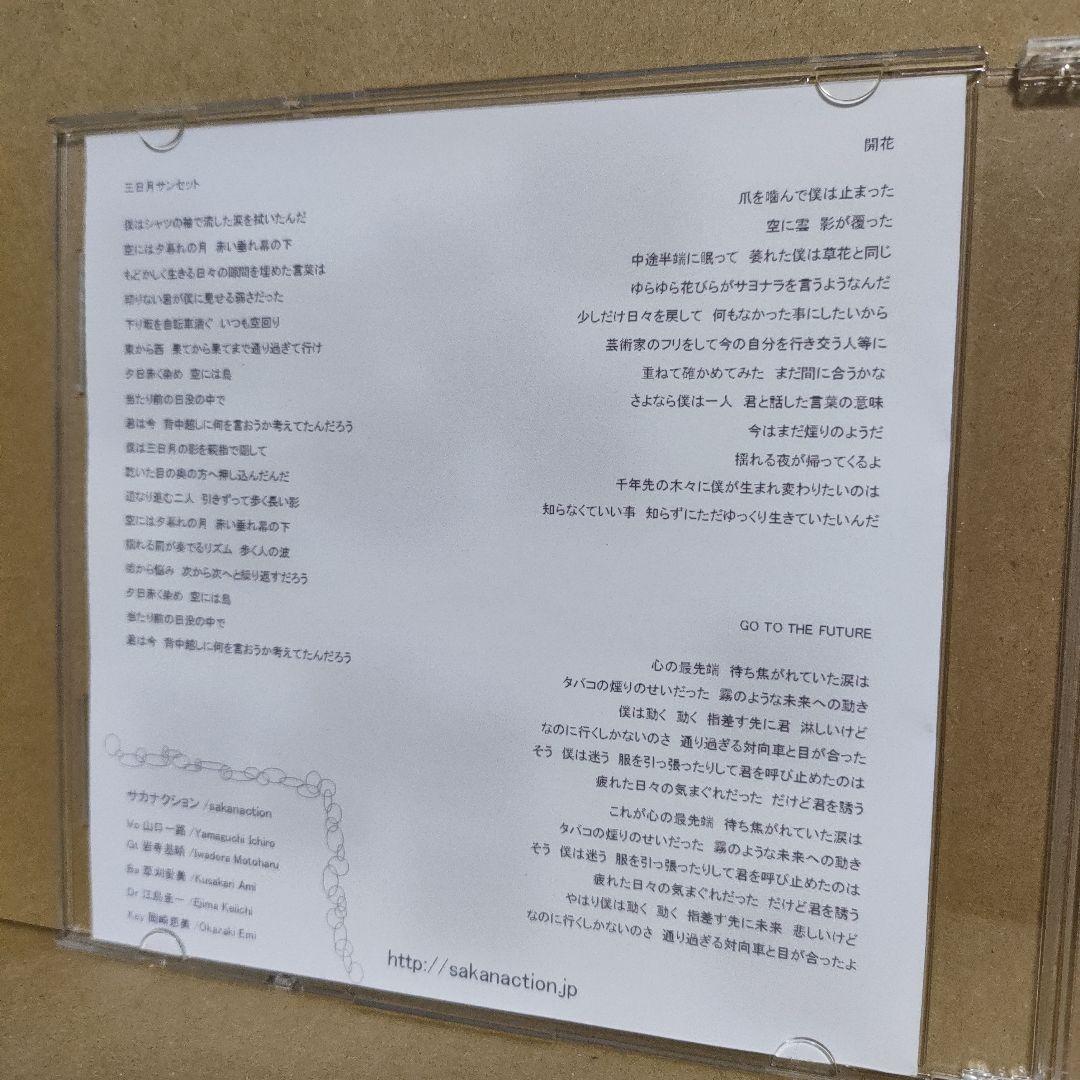 三日月サンセット
僕はシャツの袖で流した涙を拭いたんだ
空には夕暮れの月 赤い垂れ幕の下
もどかしく生きる日々の隙間を埋めた言葉は
頼りない君が僕に見せる弱さだった
下り坂を自転車漕ぐ いつも空回り
東から西 果てから果てまで通り過ぎて行け
夕日赤く染め 空には鳥
当たり前の日没の中で
君は今 背中越しに何を言おうか考えてたんだろう
僕は三日月の影を親指で隠して
乾いた目の奥の方へ押し込んだんだ
連なり進む二人 引きずって歩く長い影
空には夕暮れの月 赤い垂れ幕の下
揺れる肩が奏でるリズム 歩く人の波
街から悩み 次から次へと繰り返すだろう
夕日赤く染め 空には鳥
当たり前の日没の中で
君は今 背中越しに何を言おうか考えてたんだろう
サカナクション /sakanaction
Vo 山口一郎 /Yamaguchi Ichiro
Gt 岩寺基晴 /Iwadera Motoharu
Ba 草刈愛美 /Kusakari Ami
Dr 江島啓一 /Ejima Keiichi
Key 岡崎恵美 /Okazaki Emi
http://sakanaction.jp
開花
爪を噛んで僕は止まった
空に雲 影が覆った
中途半端に眠って 萎れた僕は草花と同じ
ゆらゆら花びらがサヨナラを言うようなんだ
少しだけ日々を戻して 何もなかった事にしたいから
芸術家のフリをして今の自分を行き交う人等に
重ねて確かめてみた まだ間に合うかな
さよなら僕は一人 君と話した言葉の意味
今はまだ煙りのようだ
揺れる夜が帰ってくるよ
千年先の木々に僕が生まれ変わりたいのは
知らなくていい事 知らずにただゆっくり生きていたいんだ
GO TO THE FUTURE
心の最先端 待ち焦がれていた涙は
タバコの煙りのせいだった 霧のような未来への動き
僕は動く 動く 指差す先に君 淋しいけど
なのに行くしかないのさ 通り過ぎる対向車と目が合った
そう 僕は迷う 服を引っ張ったりして君を呼び止めたのは
疲れた日々の気まぐれだった だけど君を誘う
これが心の最先端 待ち焦がれていた涙は
タバコの煙りのせいだった 霧のような未来への動き
そう 僕は迷う 服を引っ張ったりして君を呼び止めたのは
疲れた日々の気まぐれだった だけど君を誘う
やはり僕は動く 動く 指差す先に未来 悲しいけど
なのに行くしかないのさ 通り過ぎる対向車と目が合ったよ